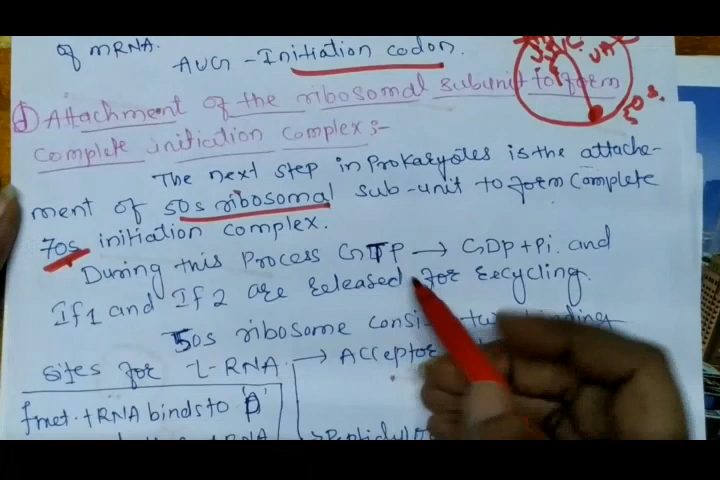 of mRNA.
AUG - Initiation codon.
UA
50s.
d) Attachment of the ribosomal subunit to form
complete initiation complex :-
The next step in Prokaryotes is the attache-
ment of 50s ribosomal sub-unit to form complete
70s initiation complex.
During this Process GTP → GDP + Pi. and
If1 and If2 are released for recycling.
50s ribosome
sites for t-RNA → Acceptor
fmet. tRNA binds to 'P'